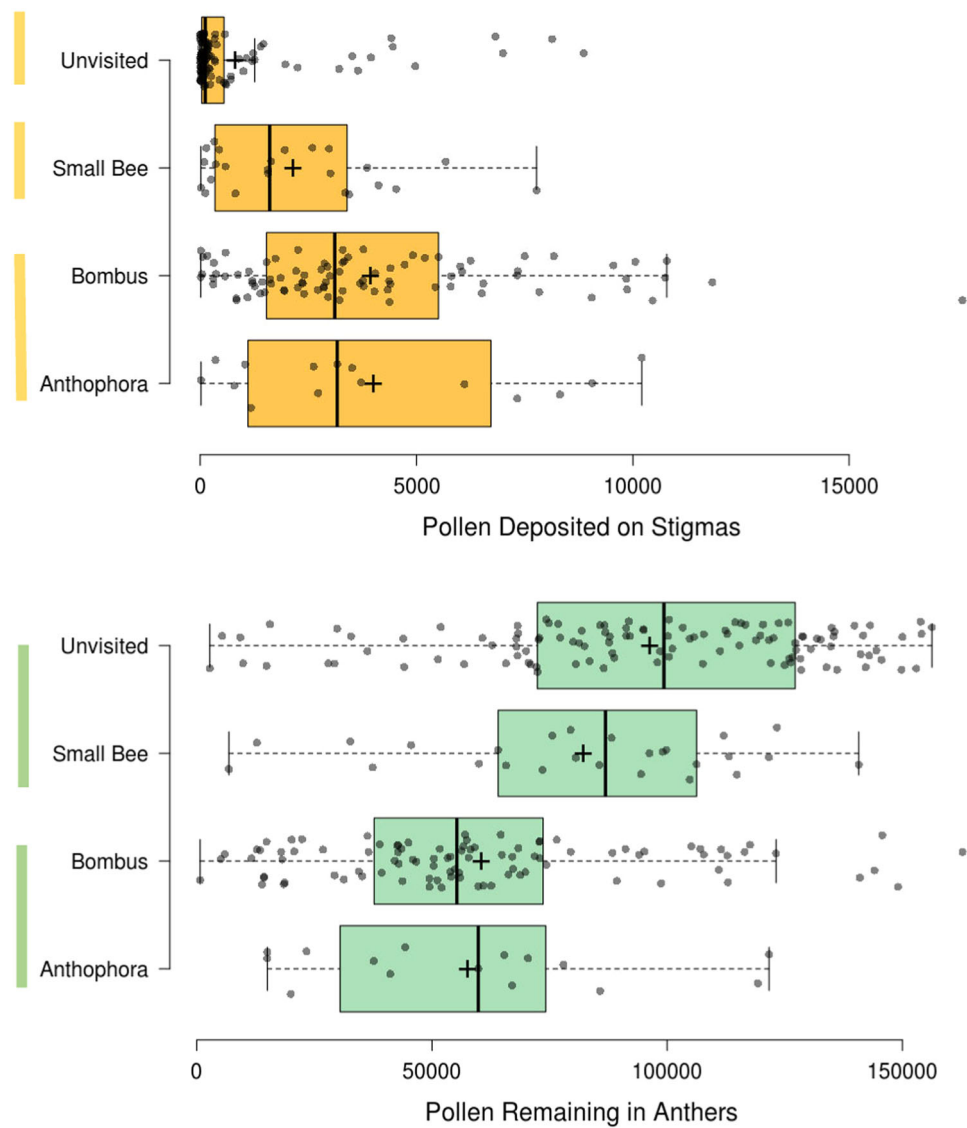 Unvisited
Small Bee
Bombus
Anthophora
0 5000 10000 15000
Pollen Deposited on Stigmas
Unvisited
Small Bee
Bombus
Anthophora
0 50000 100000 150000
Pollen Remaining in Anthers